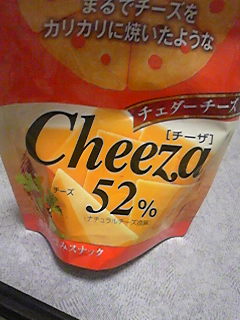 まるでチーズを
カリカリに焼いたような
チェダーチーズ
[チーザ]
Cheeza
チーズ
52%
(ナチュラルチーズ換算)
スナック